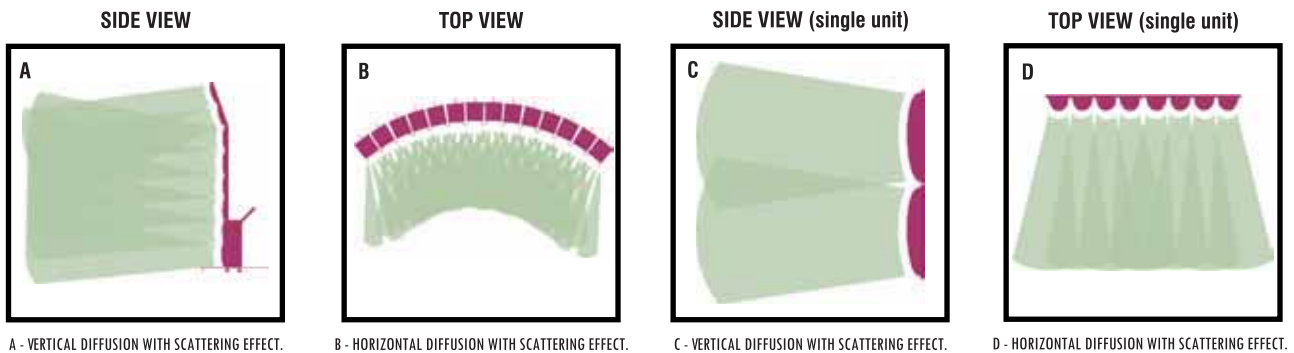 SIDE VIEW
TOP VIEW
SIDE VIEW (single unit)
TOP VIEW (single unit)
A
B
C
D
A - VERTICAL DIFFUSION WITH SCATTERING EFFECT.
B - HORIZONTAL DIFFUSION WITH SCATTERING EFFECT.
C - VERTICAL DIFFUSION WITH SCATTERING EFFECT.
D - HORIZONTAL DIFFUSION WITH SCATTERING EFFECT.